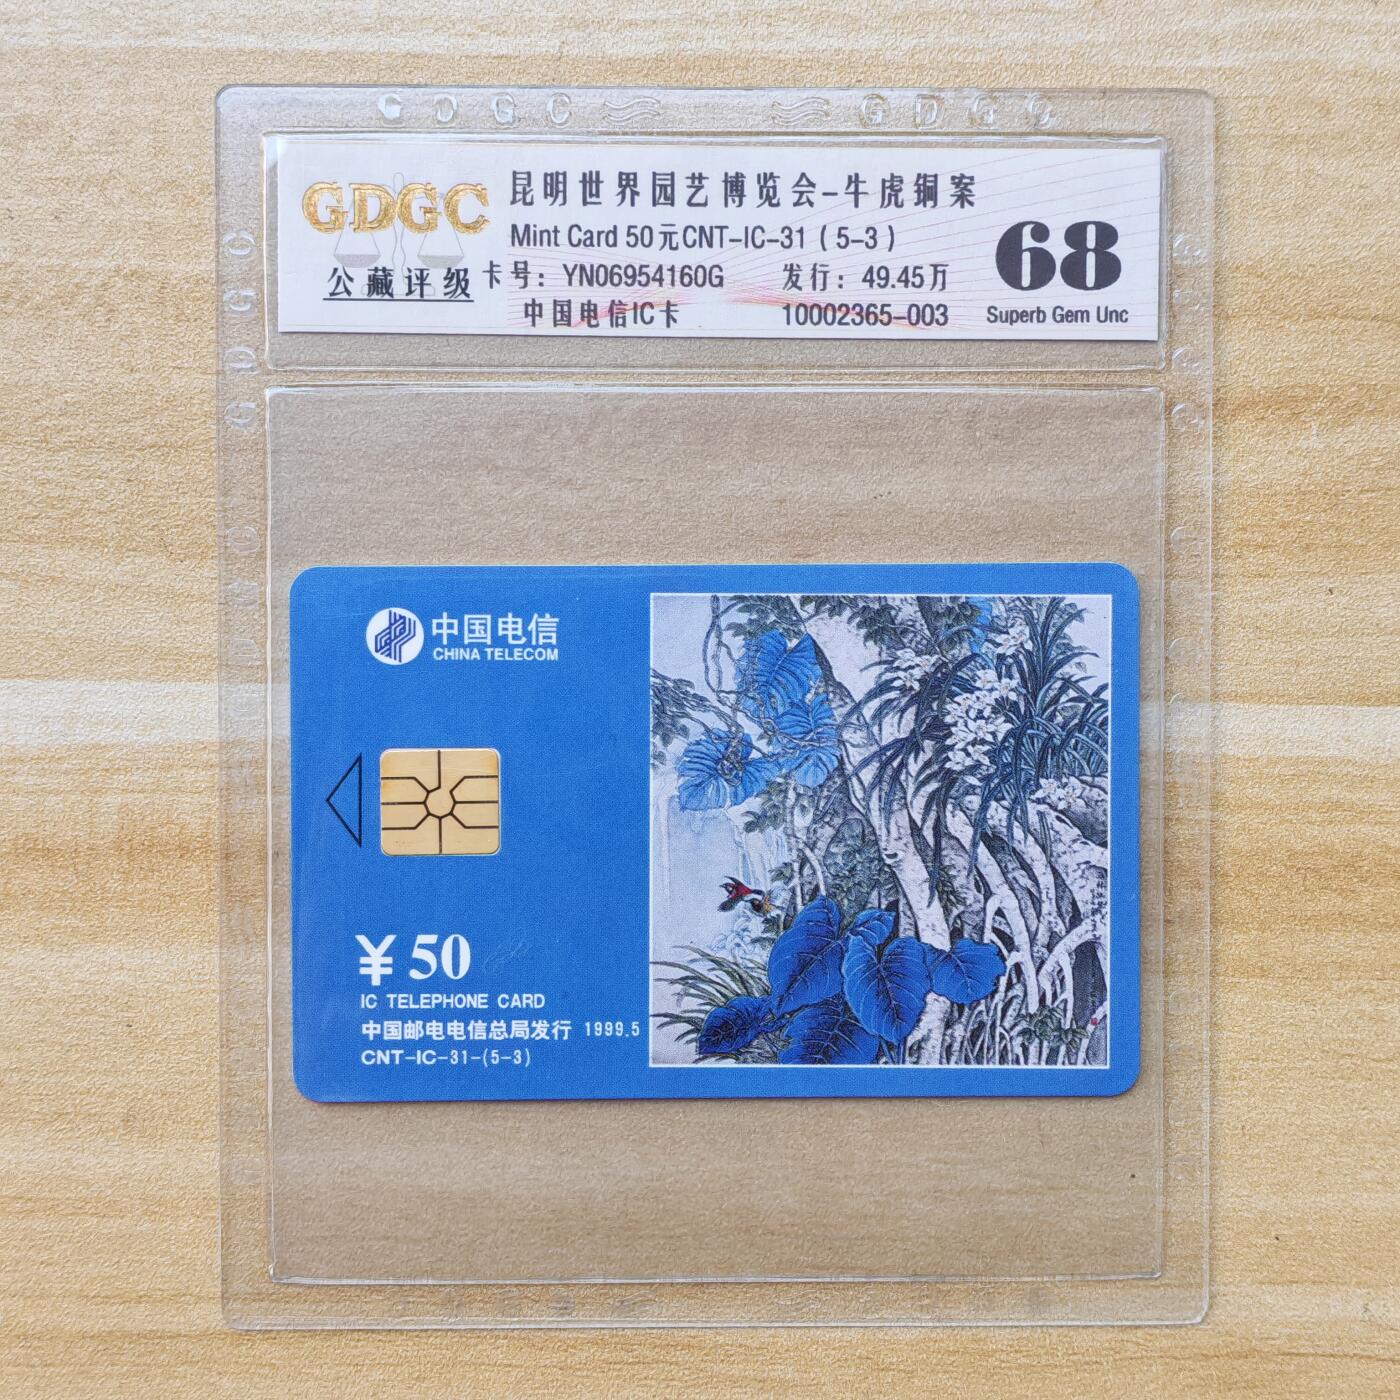 GDGC
GDGC
GDGC
公藏评级
昆明世界园艺博览会-牛虎铜案
Mint Card 50元CNT-IC-31（5-3）
卡号：YN06954160G 发行：49.45万
中国电信IC卡 10002365-003
68
Superb Gem Unc
中国电信
CHINA TELECOM
¥50
IC TELEPHONE CARD
中国邮电电信总局发行 1999.5
CNT-IC-31-(5-3)